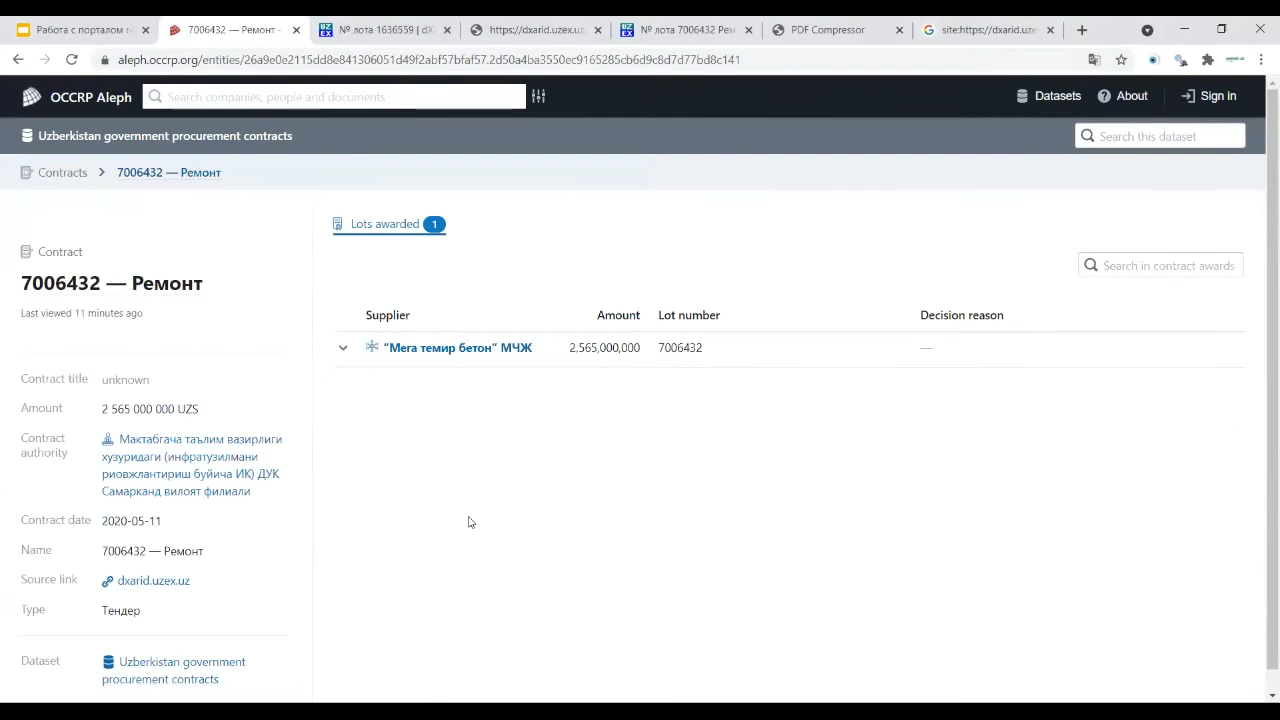 Работа с порталом г
7006432 — Ремонт -
№ лота 1636559 | dX
https://dxarid.uzex.uz
№ лота 7006432 Рем
PDF Compressor
site:https://dxarid.uze
aleph.occrp.org/entities/26a9e0e2115dd8e841306051d49f2abf57bfaf57.2d50a4bab550ec9165285cb6d9c8d7d77bd8c141
OCCRP Aleph
Search companies, people and documents
Datasets
About
Sign in
Uzberkistan government procurement contracts
Search this dataset
Contracts
7006432 — Ремонт
Lots awarded 1
Contract
Search in contract awards
7006432 — Ремонт
Last viewed 11 minutes ago
Supplier Amount Lot number Decision reason
“Мега темир бетон” МЧЖ 2,565,000,000 7006432 —
Contract title unknown
Amount 2 565 000 000 UZS
Contract authority
Мактабгача таълим вазирлиги
хузуридаги (инфратузилмани
риовжлантириш буйича ИК) ДУК
Самарканд вилоят филиали
Contract date 2020-05-11
Name 7006432 — Ремонт
Source link dxarid.uzex.uz
Type Тендер
Dataset Uzberkistan government
procurement contracts